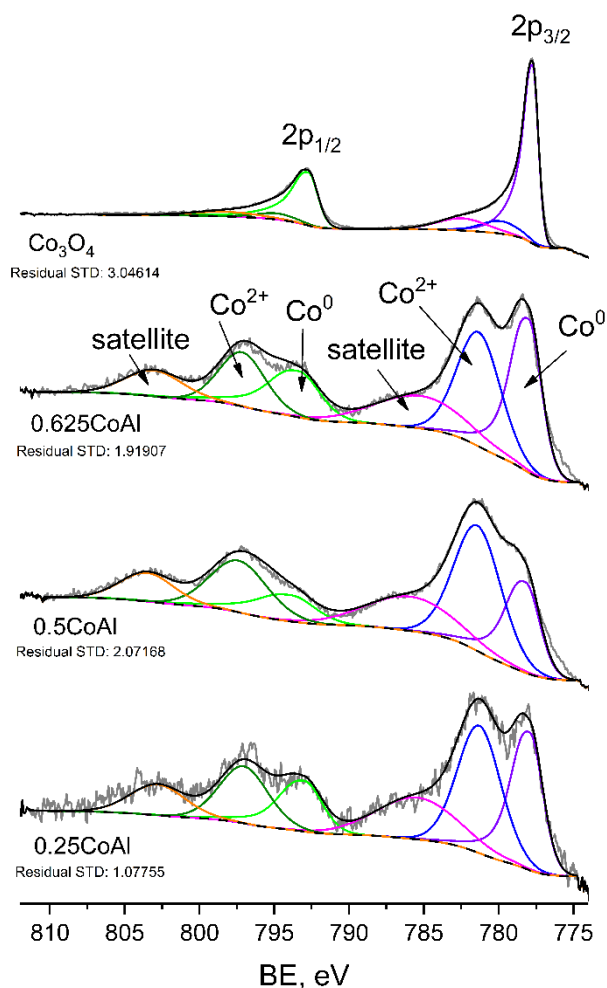 2p3/2
2p1/2
Co3O4
Residual STD: 3.04614
Co2+
Co2+
Co0
Co0
satellite
satellite
0.625CoAl
Residual STD: 1.91907
0.5CoAl
Residual STD: 2.07168
0.25CoAl
Residual STD: 1.07755
810 805 800 795 790 785 780 775
BE, eV